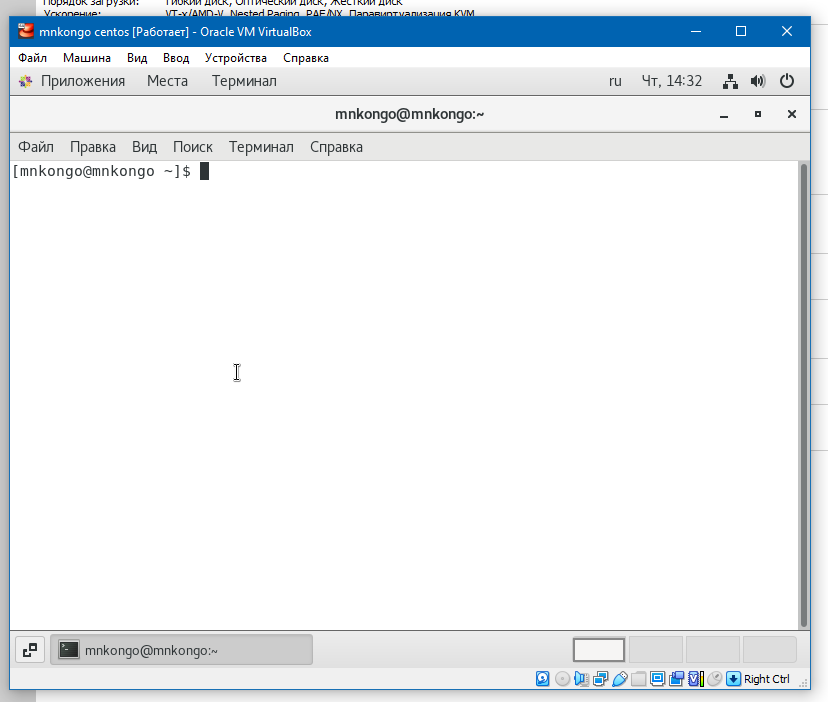 Порядок загрузки: Гибкий диск, Оптический диск, Жёсткий диск
Ускорение: VT-x/AMD-V, Nested Paging, PAE/NX, Паравиртуализация KVM
mnkongo centos [Работает] - Oracle VM VirtualBox
Файл Машина Вид Ввод Устройства Справка
Приложения Места Терминал ru Чт, 14:32
mnkongo@mnkongo:~
Файл Правка Вид Поиск Терминал Справка
[mnkongo@mnkongo ~]$
mnkongo@mnkongo:~
Right Ctrl